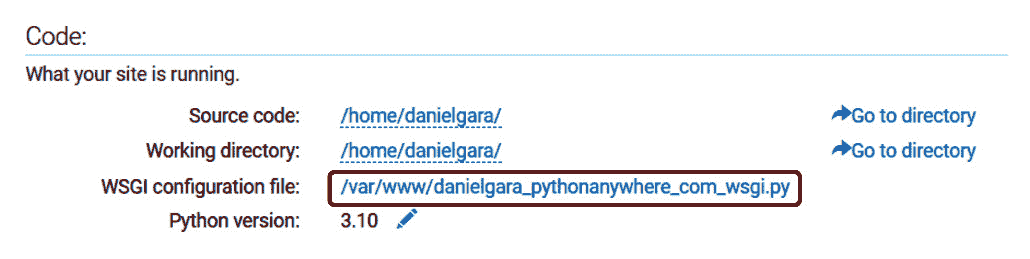 Code:
What your site is running.
Source code: /home/danielgara/ Go to directory
Working directory: /home/danielgara/ Go to directory
WSGI configuration file: /var/www/danielgara_pythonanywhere_com_wsgi.py
Python version: 3.10